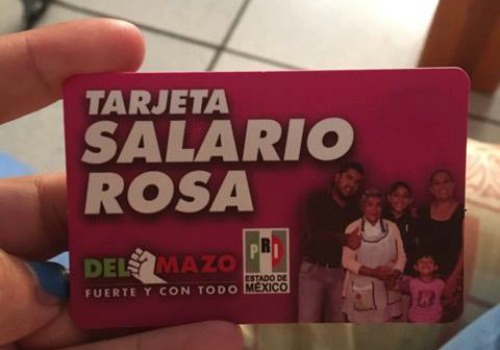 TARJETA
SALARIO
ROSA
DEL MAZO
FUERTE Y CON TODO
PRI
ESTADO DE
MÉXICO